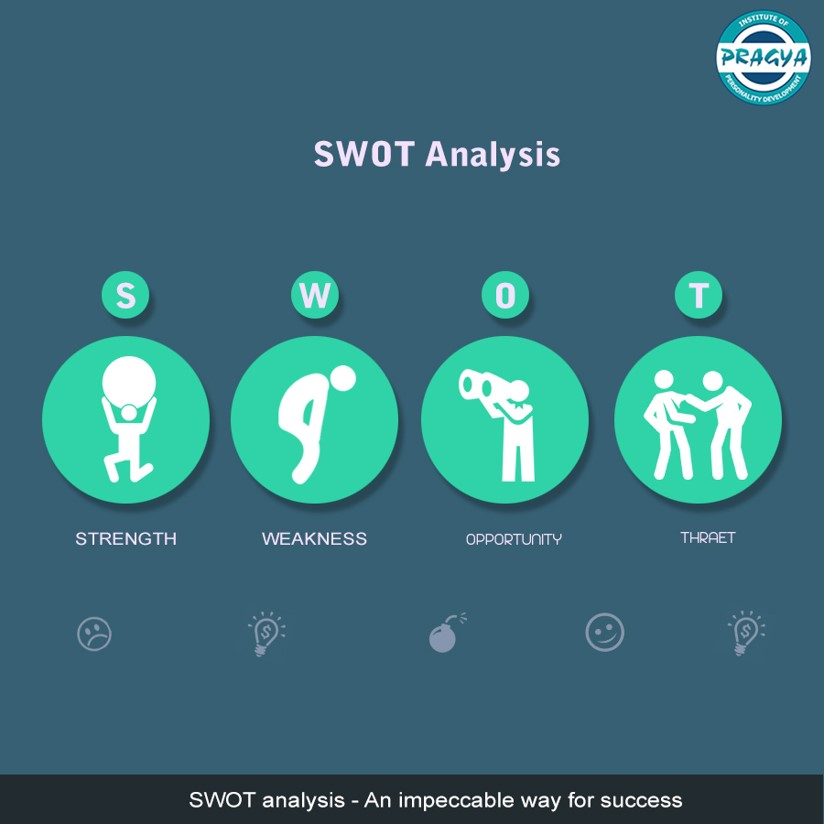 INSTITUTE OF
PRAGYA
PERSONALITY DEVELOPMENT
SWOT Analysis
S W O T
STRENGTH WEAKNESS OPPORTUNITY THRAET
$ $
SWOT analysis - An impeccable way for success